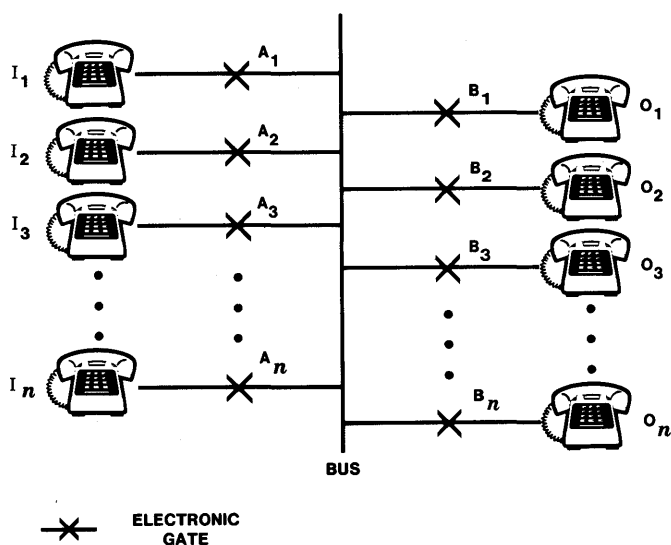 I1
A1
B1
O1
I2
A2
B2
O2
I3
A3
B3
O3
In
An
Bn
On
BUS
ELECTRONIC
GATE